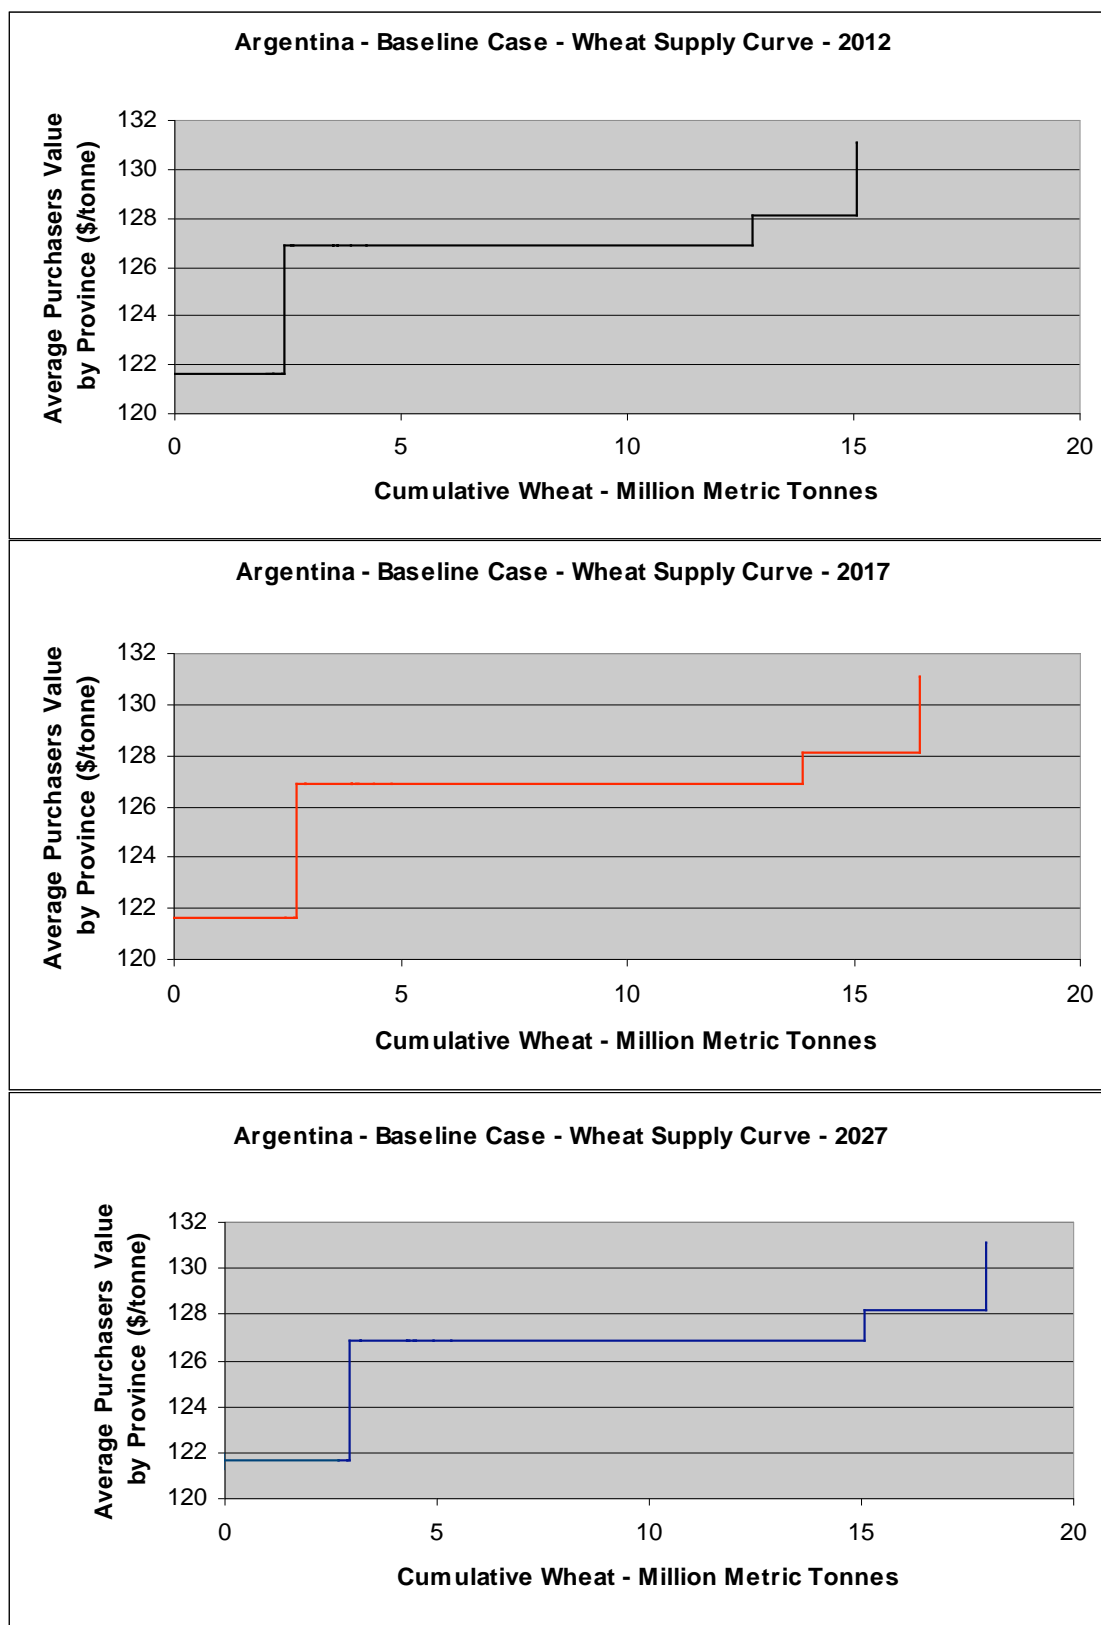 Argentina - Baseline Case - Wheat Supply Curve - 2012
Average Purchasers Value
by Province ($/tonne)
132
130
128
126
124
122
120
0 5 10 15 20
Cumulative Wheat - Million Metric Tonnes
Argentina - Baseline Case - Wheat Supply Curve - 2017
Average Purchasers Value
by Province ($/tonne)
132
130
128
126
124
122
120
0 5 10 15 20
Cumulative Wheat - Million Metric Tonnes
Argentina - Baseline Case - Wheat Supply Curve - 2027
Average Purchasers Value
by Province ($/tonne)
132
130
128
126
124
122
120
0 5 10 15 20
Cumulative Wheat - Million Metric Tonnes